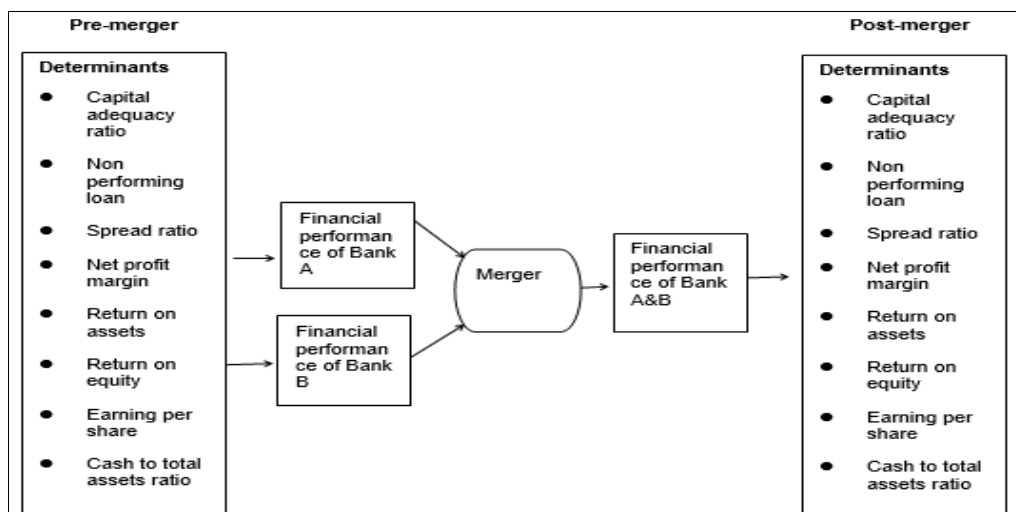 Pre-merger
Determinants
● Capital
adequacy
ratio
● Non
performing
loan
● Spread ratio
● Net profit
margin
● Return on
assets
● Return on
equity
● Earning per
share
● Cash to total
assets ratio
Financial
performan
ce of Bank
A
Financial
performan
ce of Bank
B
Merger
Financial
performan
ce of Bank
A&B
Post-merger
Determinants
● Capital
adequacy
ratio
● Non
performing
loan
● Spread ratio
● Net profit
margin
● Return on
assets
● Return on
equity
● Earning per
share
● Cash to total
assets ratio